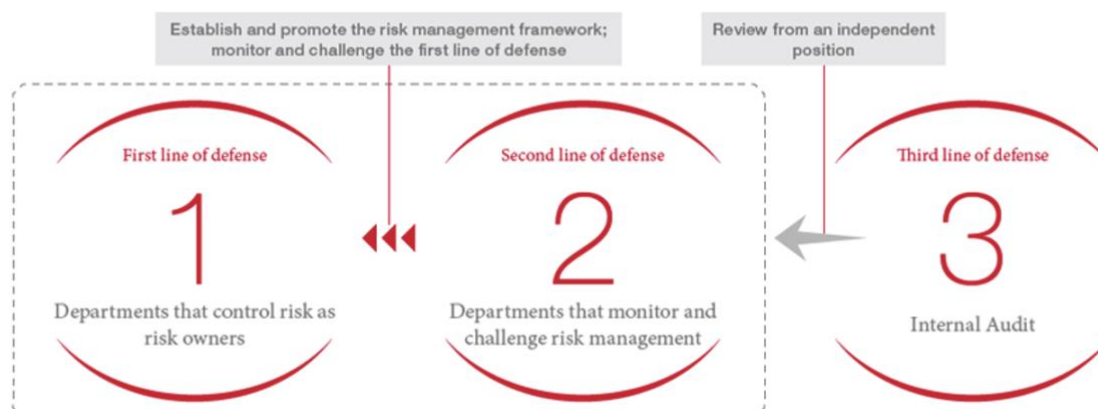 Establish and promote the risk management framework;
monitor and challenge the first line of defense
Review from an independent
position
First line of defense
1
Departments that control risk as
risk owners
Second line of defense
2
Departments that monitor and
challenge risk management
Third line of defense
3
Internal Audit